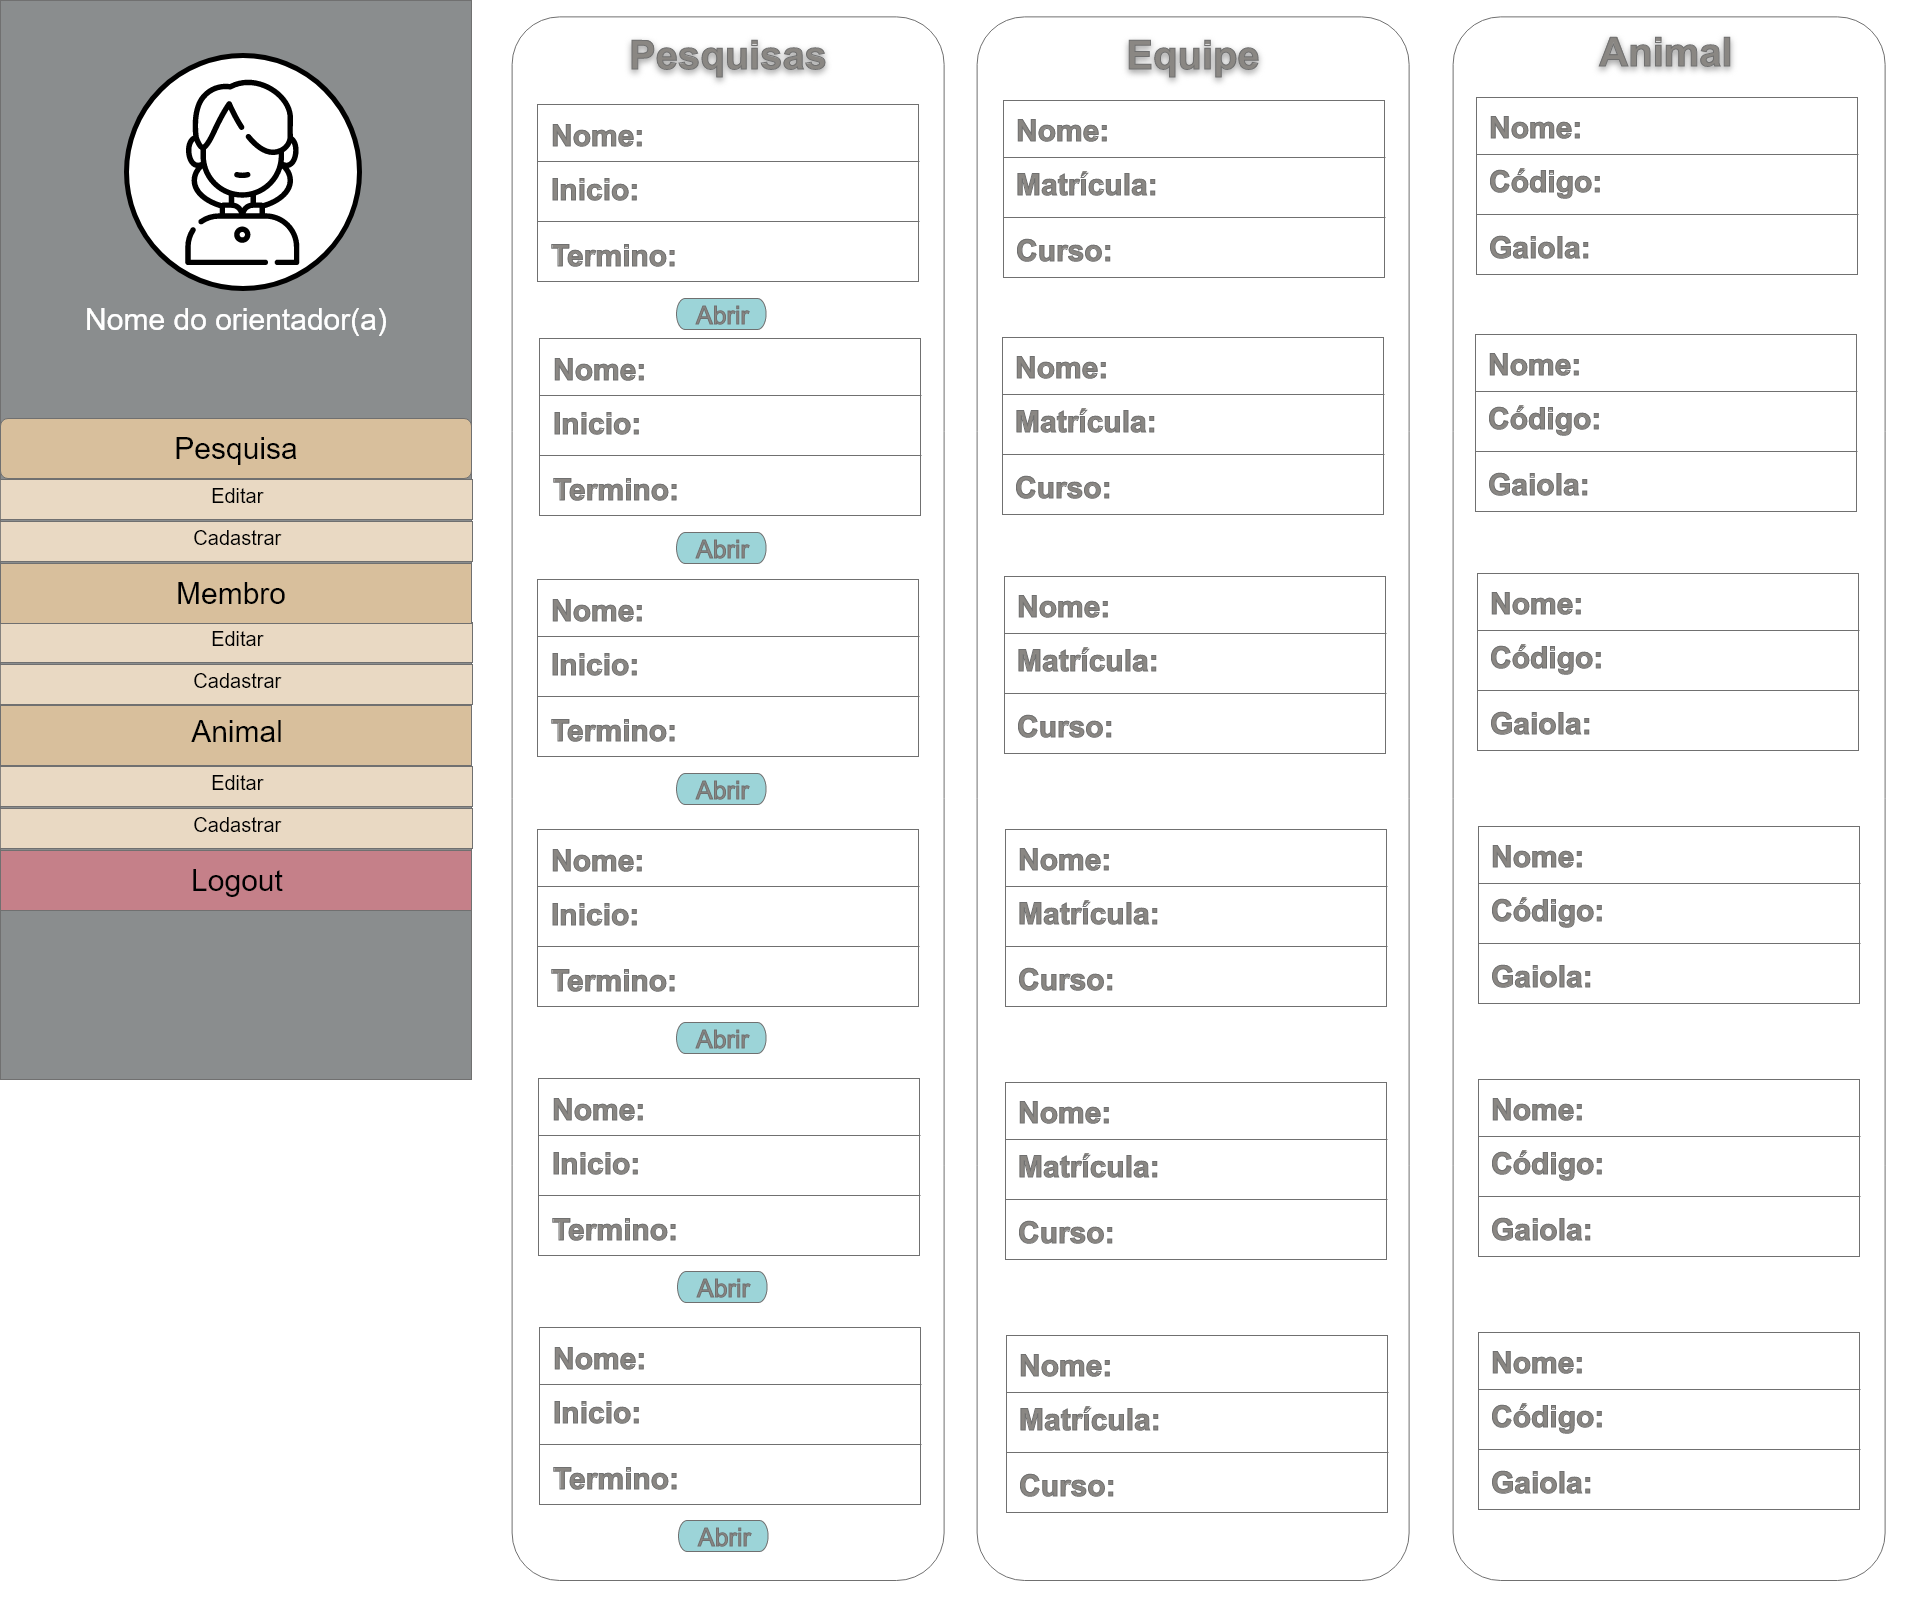 Nome do orientador(a)
Pesquisa
Editar
Cadastrar
Membro
Editar
Cadastrar
Animal
Editar
Cadastrar
Logout
Pesquisas
Nome:
Inicio:
Termino:
Abrir
Nome:
Inicio:
Termino:
Abrir
Nome:
Inicio:
Termino:
Abrir
Nome:
Inicio:
Termino:
Abrir
Nome:
Inicio:
Termino:
Abrir
Nome:
Inicio:
Termino:
Abrir
Equipe
Nome:
Matrícula:
Curso:
Nome:
Matrícula:
Curso:
Nome:
Matrícula:
Curso:
Nome:
Matrícula:
Curso:
Nome:
Matrícula:
Curso:
Nome:
Matrícula:
Curso:
Animal
Nome:
Código:
Gaiola:
Nome:
Código:
Gaiola:
Nome:
Código:
Gaiola:
Nome:
Código:
Gaiola:
Nome:
Código:
Gaiola:
Nome:
Código:
Gaiola: